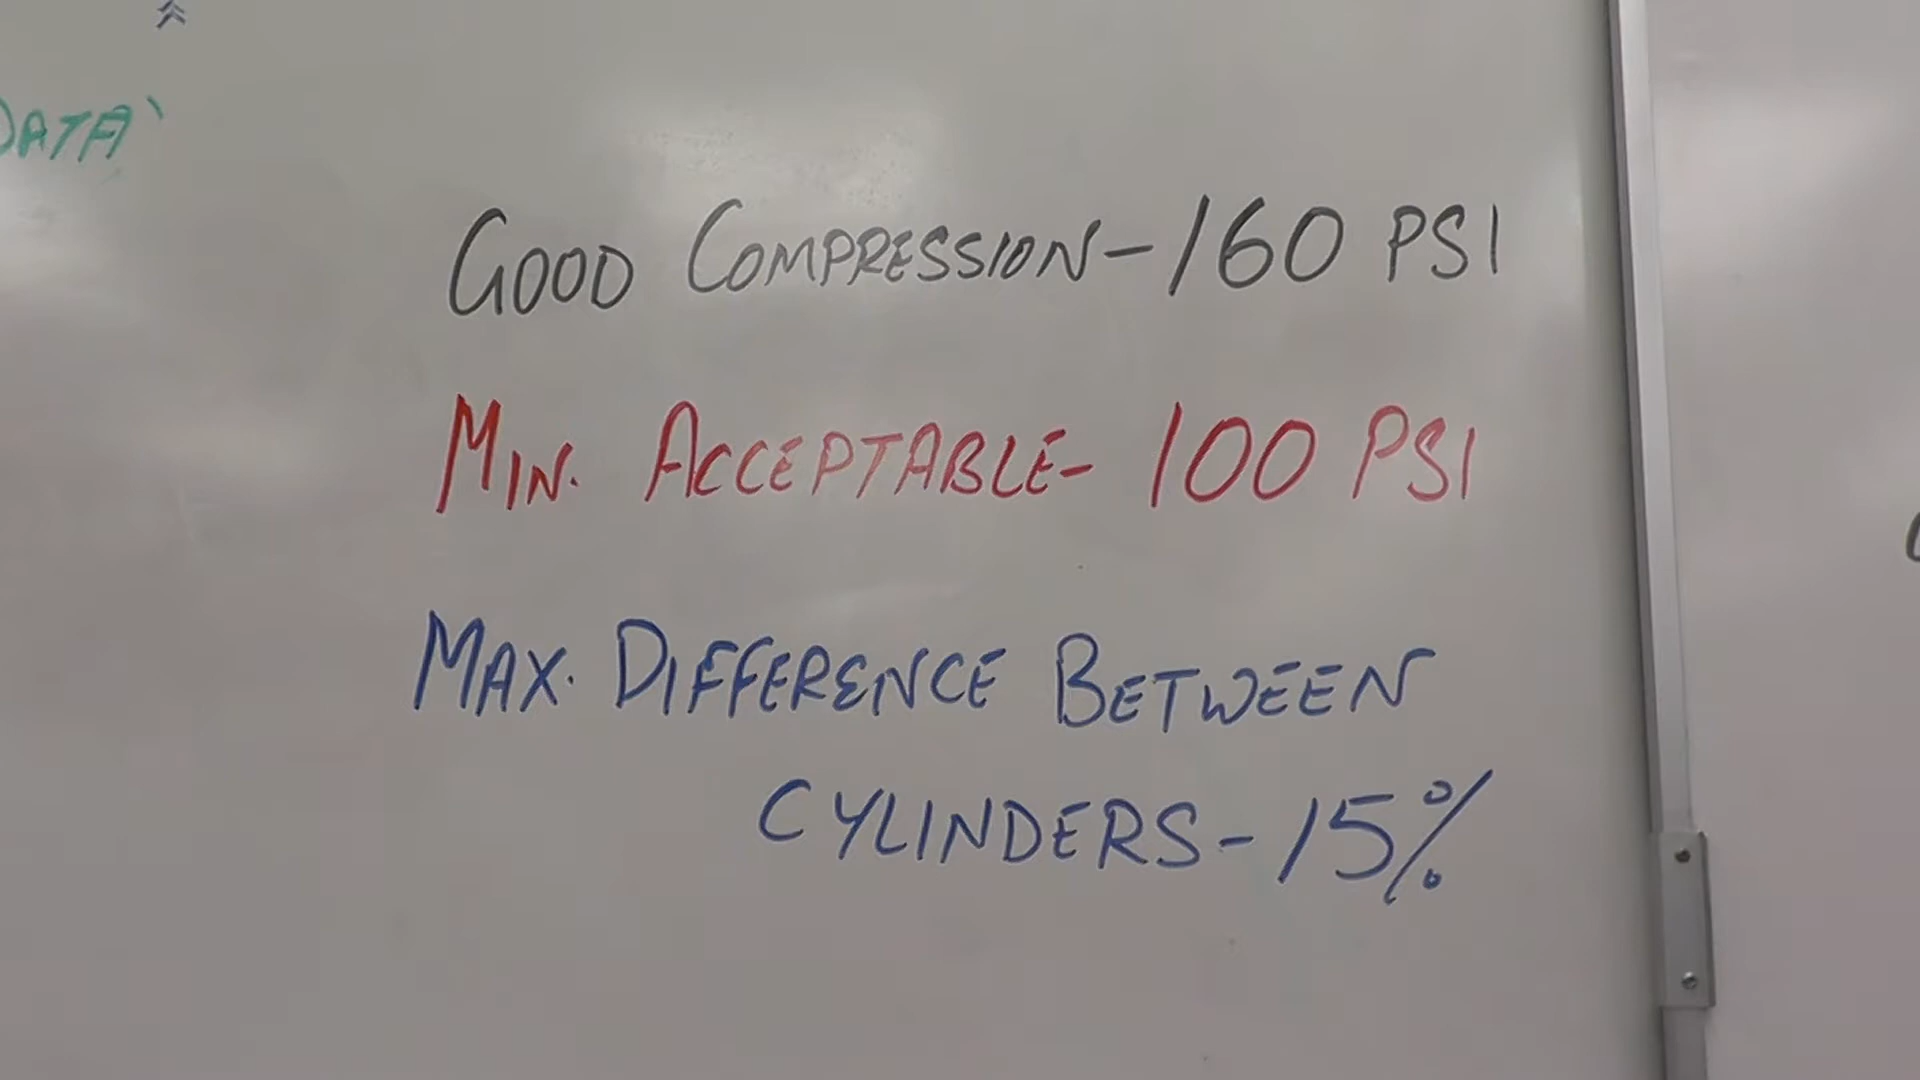 DATA
GOOD COMPRESSION-160 PSI
MIN. ACCEPTABLE- 100 PSI
MAX. DIFFERENCE BETWEEN
CYLINDERS-15%